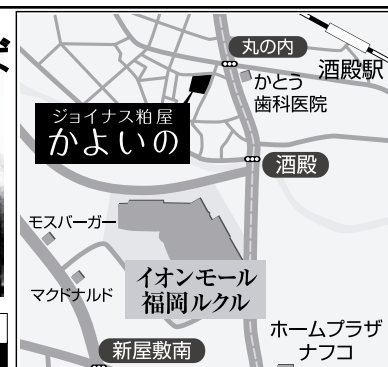 丸の内
酒殿駅
かとう
歯科医院
ジョイナス粕屋
かよいの
酒殿
モスバーガー
イオンモール
福岡ルクル
マクドナルド
ホームプラザ
ナフコ
新屋敷南